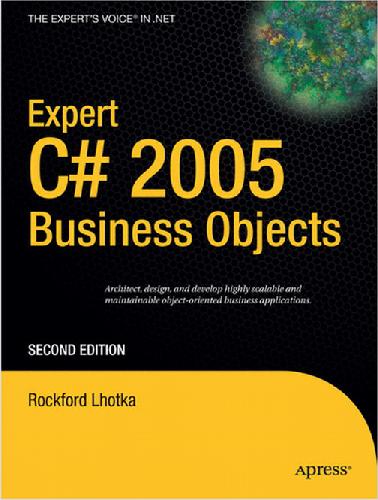 THE EXPERT'S VOICE® IN .NET
Expert
C# 2005
Business Objects
Architect, design, and develop highly scalable and
maintainable object-oriented business applications.
SECOND EDITION
Rockford Lhotka
Apress®